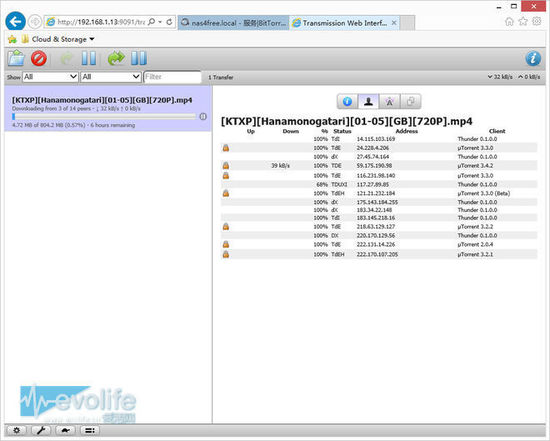 http://192.168.1.13:9091/tra
nas4free.local - 服务|BitTorr...
Transmission Web Interf...
Cloud & Storage
Show All All Filter 1 Transfer 32 kB/s 0 kB/s
[KTXP][Hanamonogatari][01-05][GB][720P].mp4
Downloading from 3 of 14 peers - ↓ 32 kB/s ↑ 0 kB/s
4.72 MB of 804.2 MB (0.57%) - 6 hours remaining
[KTXP][Hanamonogatari][01-05][GB][720P].mp4
Up Down % Status Address Client
100% TdI 14.115.103.169 Thunder 0.1.0.0
100% TdE 24.228.4.206 µTorrent 3.3.0
100% dX 27.45.74.164 Thunder 0.1.0.0
39 kB/s 100% TDE 59.175.190.98 µTorrent 3.4.2
100% TdE 116.231.98.140 µTorrent 3.3.0
68% TDUXI 117.27.89.85 Thunder 0.1.0.0
100% TdEH 121.21.232.184 µTorrent 3.3.0 (Beta)
100% dX 175.143.184.255 Thunder 0.1.0.0
100% dX 183.34.22.148 Thunder 0.1.0.0
100% TdI 183.145.218.16 Thunder 0.1.0.0
100% TdE 218.63.129.127 µTorrent 3.2.2
100% DX 220.170.129.56 Thunder 0.1.0.0
100% TdE 222.131.14.226 µTorrent 2.0.4
100% TdEH 222.170.107.205 µTorrent 3.2.1
evolife